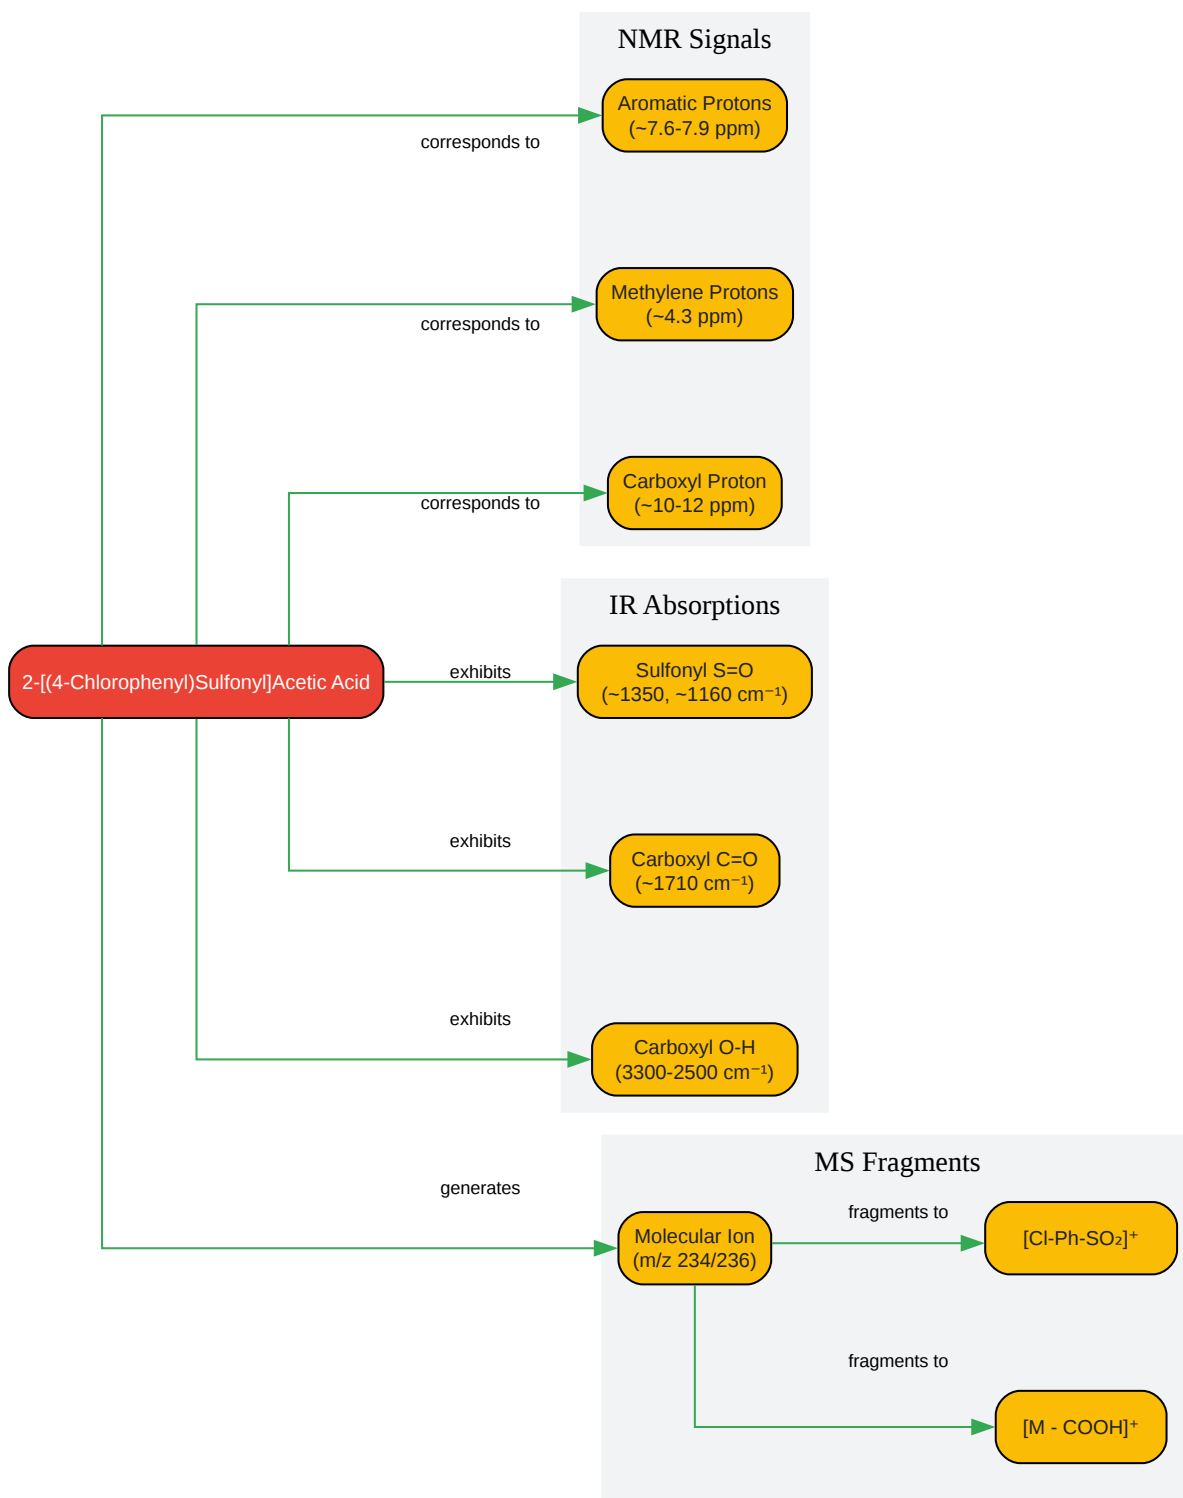 NMR Signals
Aromatic Protons
(~7.6-7.9 ppm)
corresponds to
Methylene Protons
(~4.3 ppm)
corresponds to
Carboxyl Proton
(~10-12 ppm)
corresponds to
IR Absorptions
2-[(4-Chlorophenyl)Sulfonyl]Acetic Acid
exhibits
Sulfonyl S=O
(~1350, ~1160 cm⁻¹)
exhibits
Carboxyl C=O
(~1710 cm⁻¹)
exhibits
Carboxyl O-H
(3300-2500 cm⁻¹)
MS Fragments
generates
Molecular Ion
(m/z 234/236)
fragments to
[Cl-Ph-SO₂]⁺
fragments to
[M - COOH]⁺